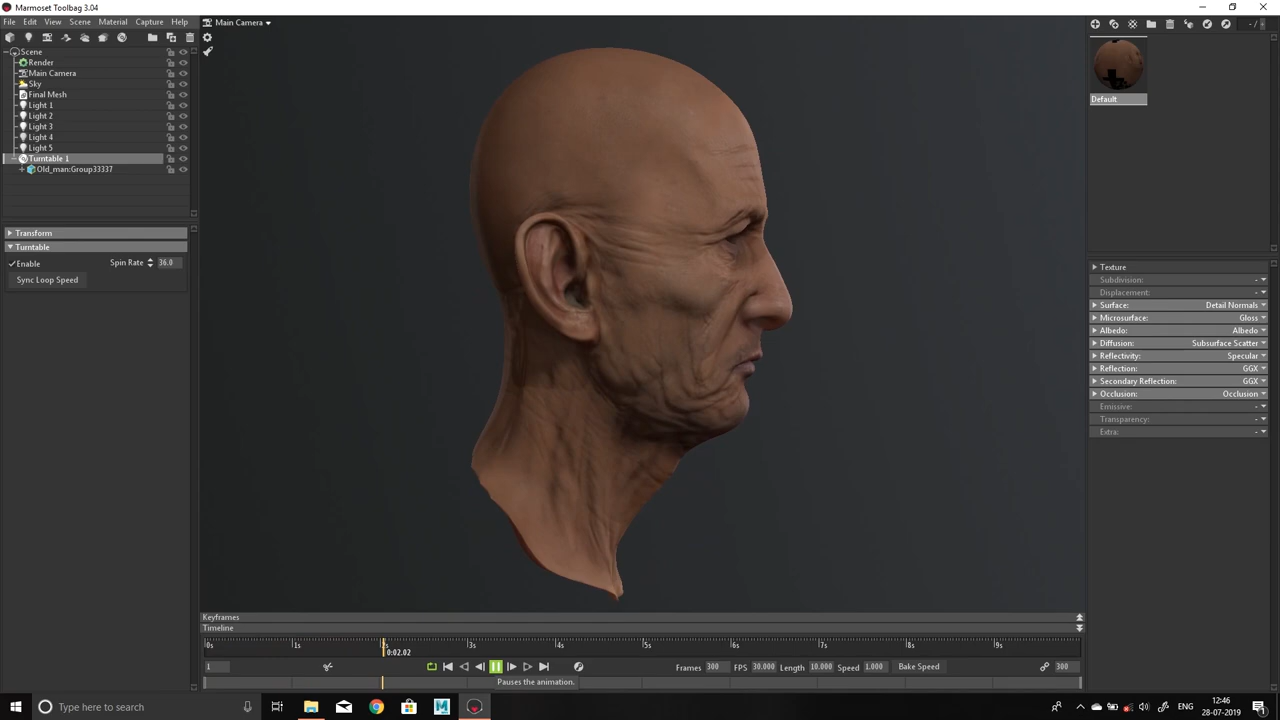 Marmoset Toolbag 3.04
File Edit View Scene Material Capture Help
Main Camera
- /
Scene
Render
Main Camera
Sky
Final Mesh
Light 1
Light 2
Light 3
Light 4
Light 5
Turntable 1
Old_man:Group33337
Transform
Turntable
Enable Spin Rate 36.0
Sync Loop Speed
Default
Texture
Subdivision: -
Displacement: -
Surface: Detail Normals
Microsurface: Gloss
Albedo: Albedo
Diffusion: Subsurface Scatter
Reflectivity: Specular
Reflection: GGX
Secondary Reflection: GGX
Occlusion: Occlusion
Emissive: -
Transparency: -
Extra: -
Keyframes
Timeline
0s 1s 2s 3s 4s 5s 6s 7s 8s 9s
0:02.02
1 Frames 300 FPS 30.000 Length 10.000 Speed 1.000 Bake Speed 300
Pauses the animation.
Type here to search
ENG
12:46
28-07-2019
1